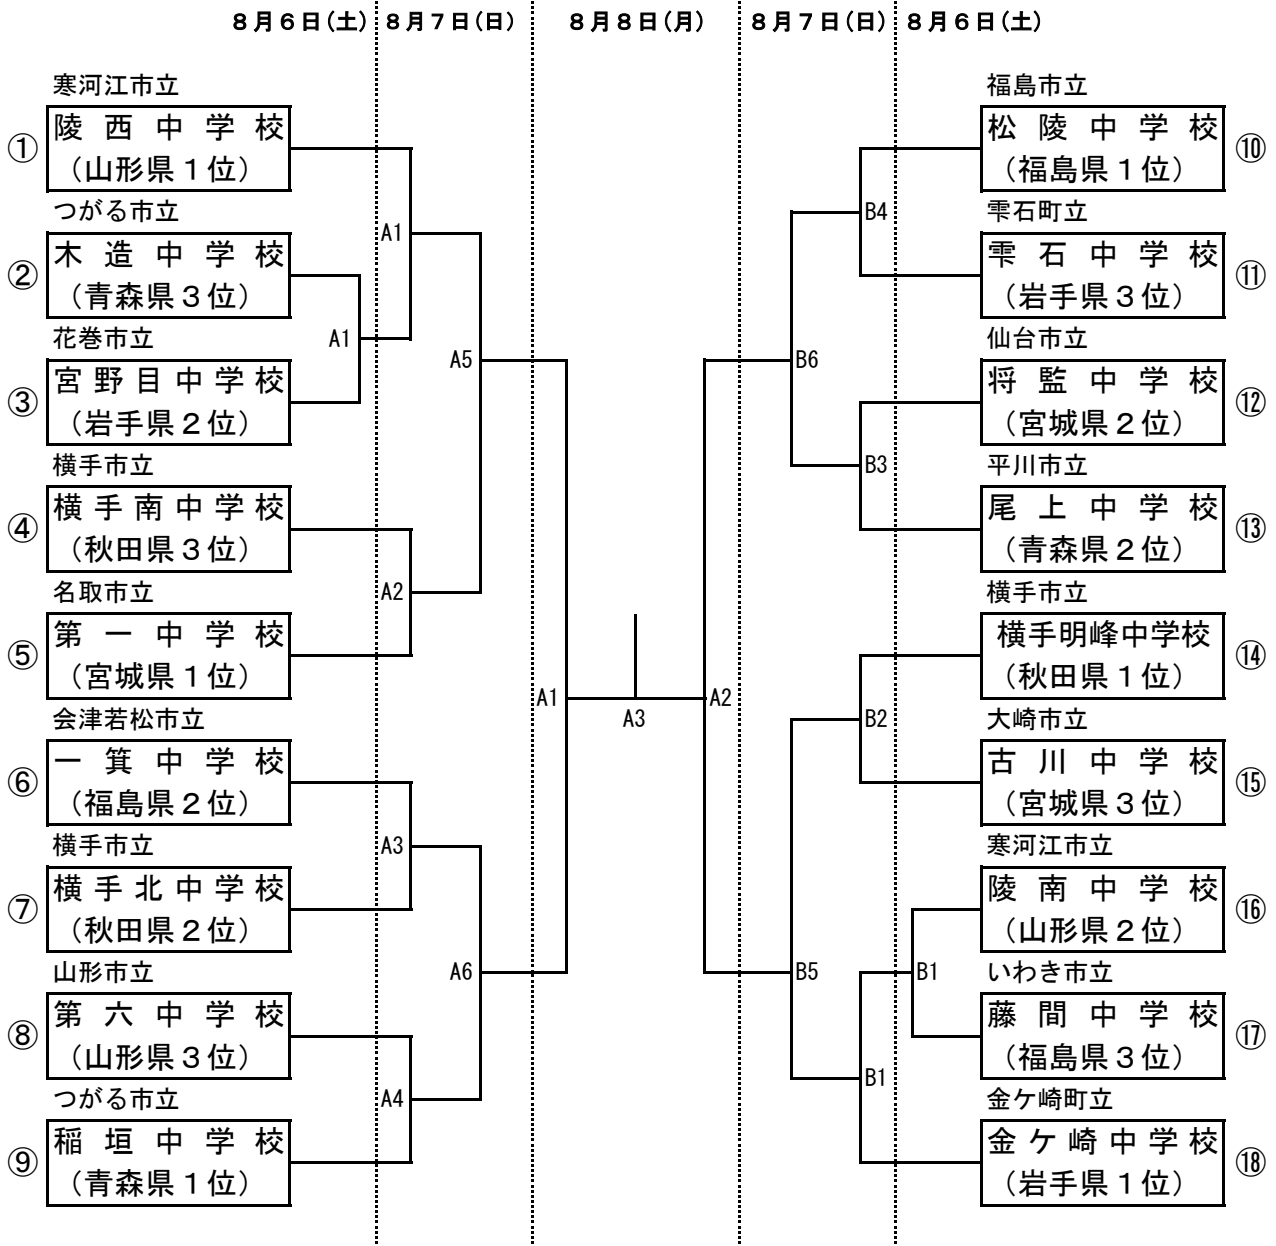 ８月６日（土） ８月７日（日） ８月８日（月） ８月７日（日） ８月６日（土）
寒河江市立
① 陵西中学校
（山形県１位）
つがる市立
② 木造中学校
（青森県３位）
花巻市立
③ 宮野目中学校
（岩手県２位）
横手市立
④ 横手南中学校
（秋田県３位）
名取市立
⑤ 第一中学校
（宮城県１位）
会津若松市立
⑥ 一箕中学校
（福島県２位）
横手市立
⑦ 横手北中学校
（秋田県２位）
山形市立
⑧ 第六中学校
（山形県３位）
つがる市立
⑨ 稲垣中学校
（青森県１位）
A1
A1
A5
A2
A1
A3
A6
A4
A3
A2
B4
B6
B3
B2
B5
B1
B1
福島市立
松陵中学校 ⑩
（福島県１位）
雫石町立
雫石中学校 ⑪
（岩手県３位）
仙台市立
将監中学校 ⑫
（宮城県２位）
平川市立
尾上中学校 ⑬
（青森県２位）
横手市立
横手明峰中学校 ⑭
（秋田県１位）
大崎市立
古川中学校 ⑮
（宮城県３位）
寒河江市立
陵南中学校 ⑯
（山形県２位）
いわき市立
藤間中学校 ⑰
（福島県３位）
金ケ崎町立
金ケ崎中学校 ⑱
（岩手県１位）